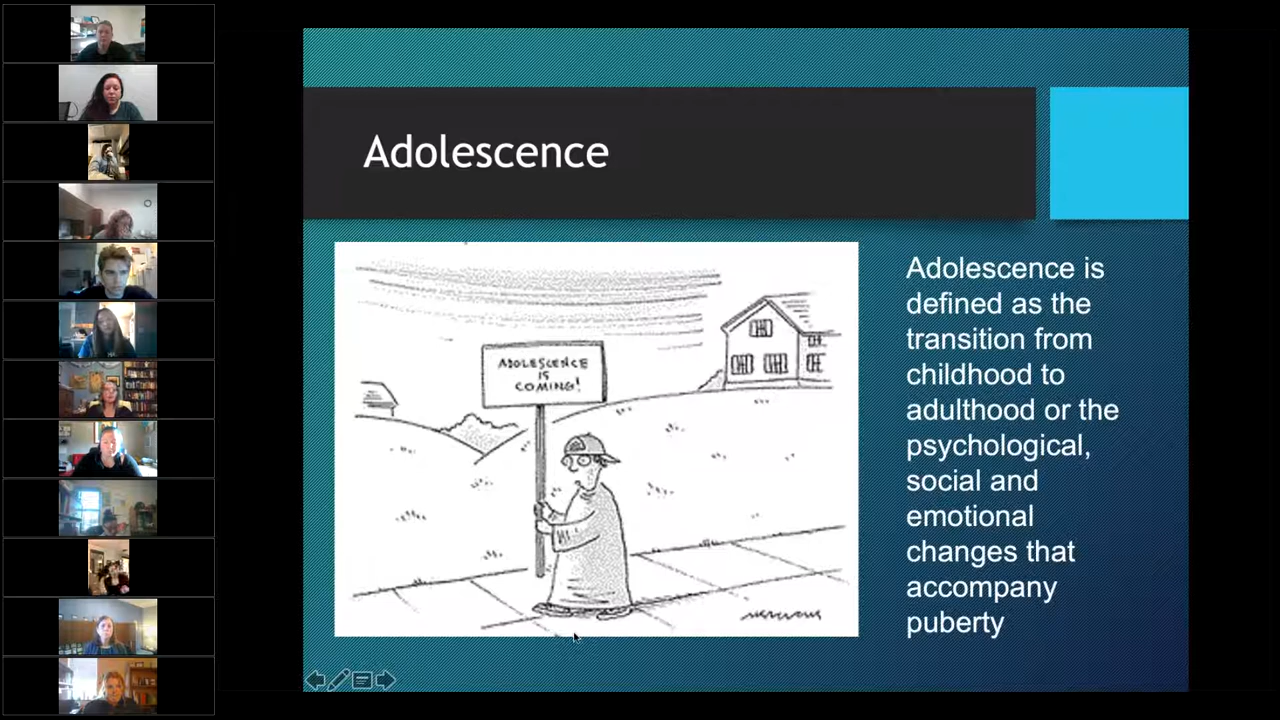 Adolescence
ADOLESCENCE
IS
COMING!
Adolescence is
defined as the
transition from
childhood to
adulthood or the
psychological,
social and
emotional
changes that
accompany
puberty